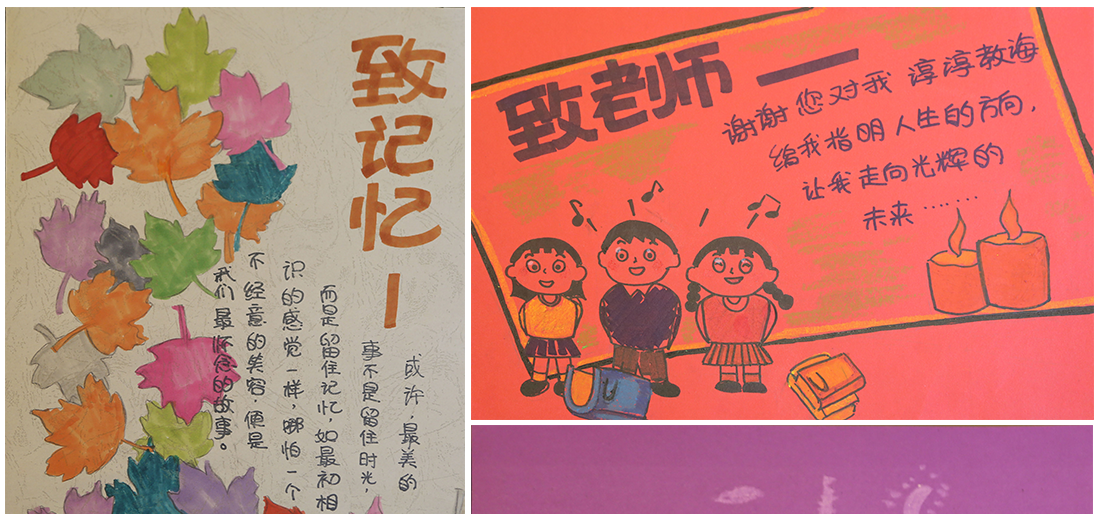 致记忆—
或许，最美的
事不是留住时光，
而是留住记忆，如最初相
识的感觉一样，哪怕一个
不经意的笑容，便是
我们最怀念的故事。
致老师—
谢谢您对我 淳淳教诲
给我指明人生的方向，
让我走向光辉的
未来……